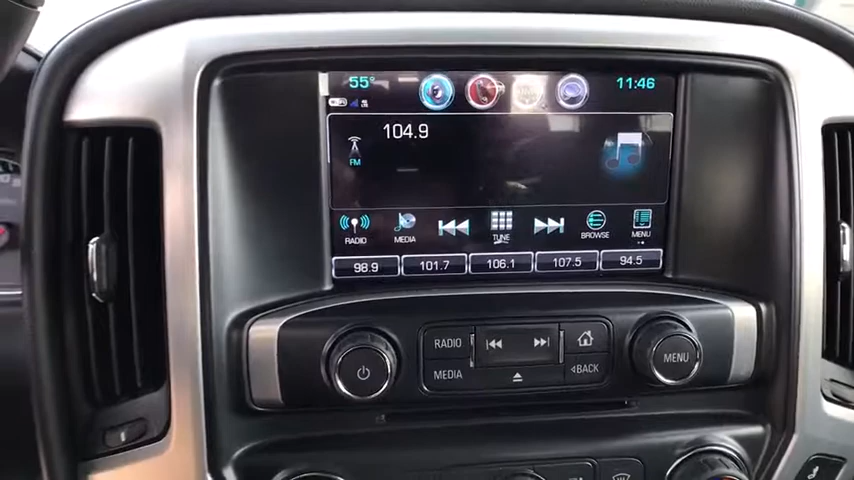 55°
11:46
LTE
104.9
FM
RADIO
MEDIA
TUNE
BROWSE
MENU
98.9
101.7
106.1
107.5
94.5
RADIO
MEDIA
BACK
MENU